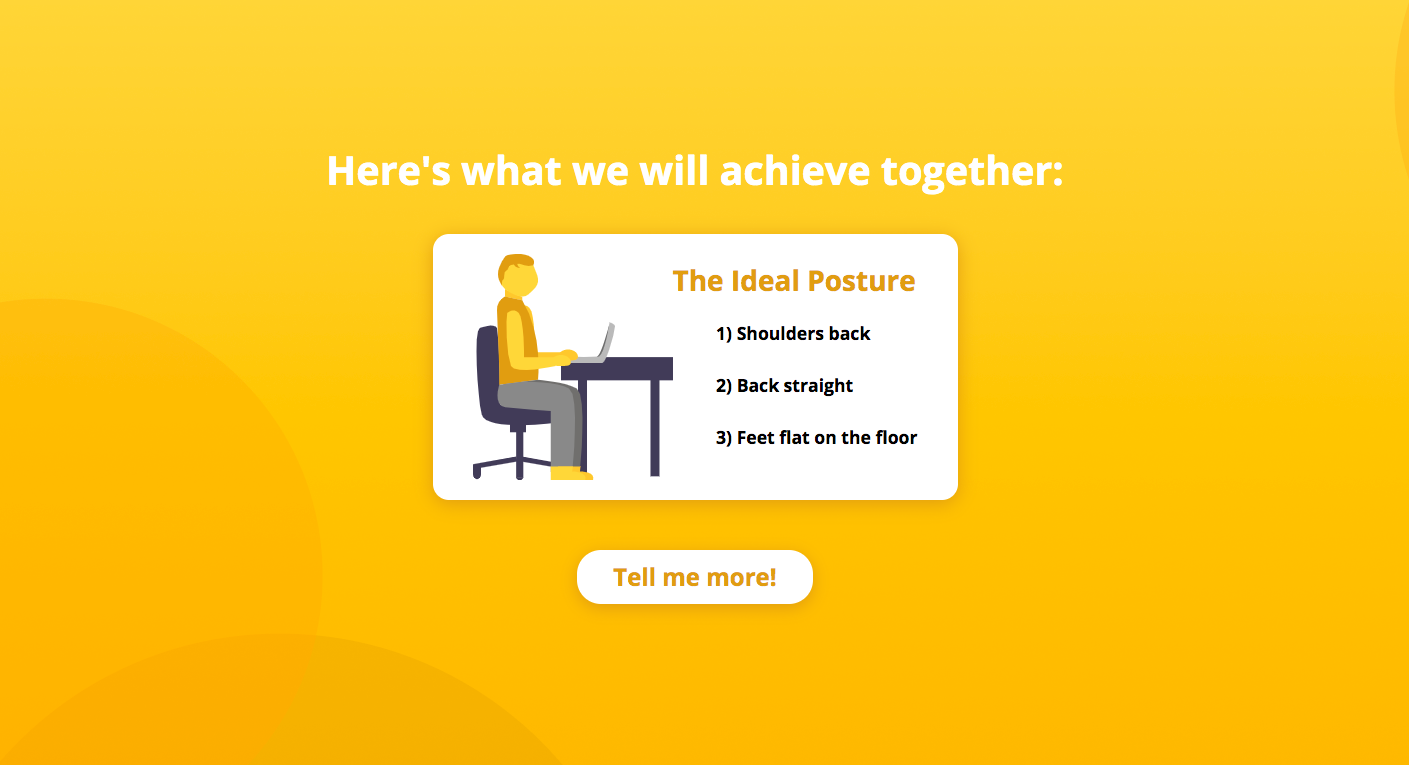 Here's what we will achieve together:
The Ideal Posture
1) Shoulders back
2) Back straight
3) Feet flat on the floor
Tell me more!